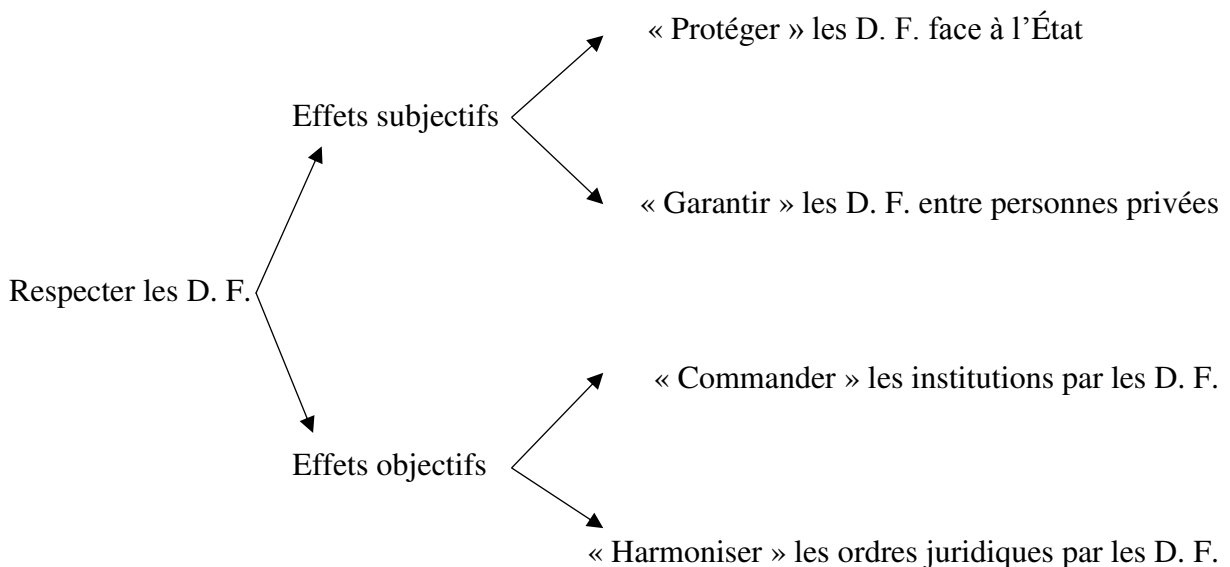 « Protéger » les D. F. face à l’État
Effets subjectifs
« Garantir » les D. F. entre personnes privées
Respecter les D. F.
« Commander » les institutions par les D. F.
Effets objectifs
« Harmoniser » les ordres juridiques par les D. F.